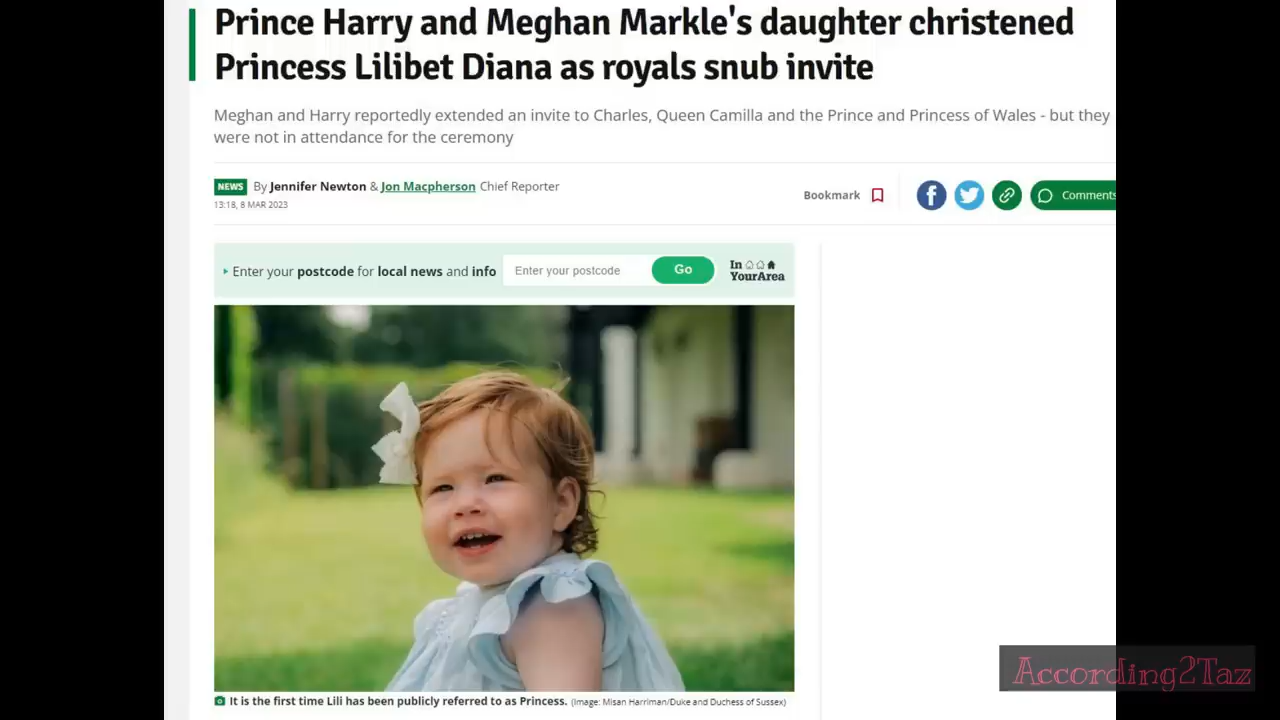 Prince Harry and Meghan Markle's daughter christened
Princess Lilibet Diana as royals snub invite
Meghan and Harry reportedly extended an invite to Charles, Queen Camilla and the Prince and Princess of Wales - but they
were not in attendance for the ceremony
NEWS By Jennifer Newton & Jon Macpherson Chief Reporter
13:18, 8 MAR 2023
Bookmark
Comments
Enter your postcode for local news and info
Enter your postcode
Go
In
YourArea
It is the first time Lili has been publicly referred to as Princess. (Image: Misan Harriman/Duke and Duchess of Sussex)
According2Taz